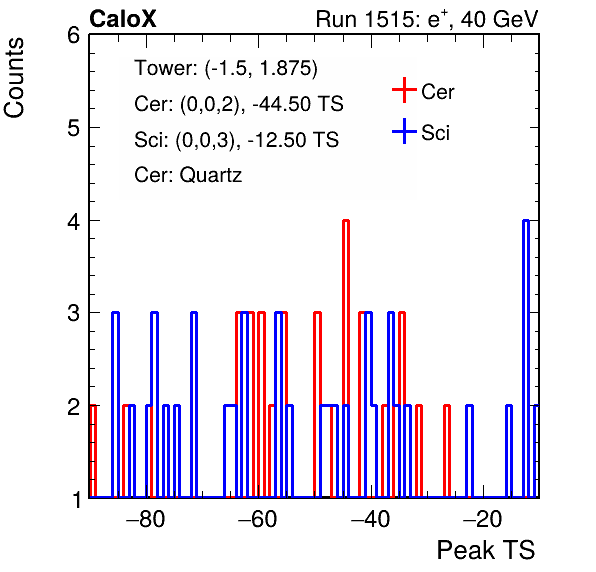 CaloX Run 1515: e⁺, 40 GeV
Counts
6
Tower: (-1.5, 1.875)
Cer: (0,0,2), -44.50 TS
Sci: (0,0,3), -12.50 TS
Cer: Quartz
Cer
Sci
5
4
3
2
1
−80 −60 −40 −20
Peak TS